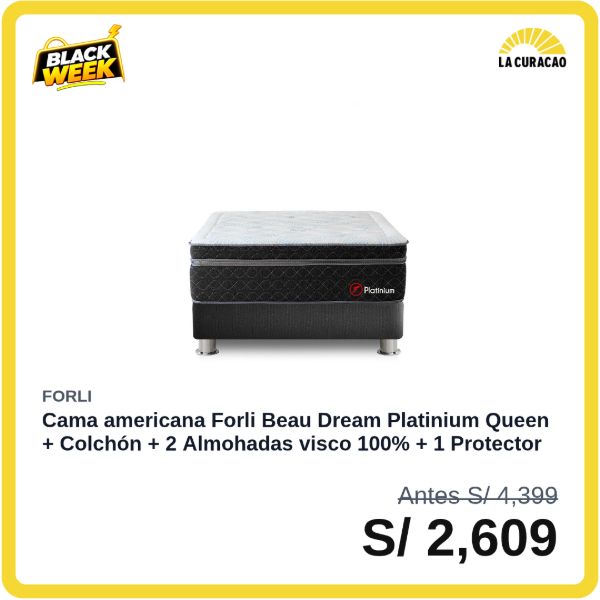 BLACK
WEEK
LA CURACAO
Platinium
FORLI
Cama americana Forli Beau Dream Platinium Queen
+ Colchón + 2 Almohadas visco 100% + 1 Protector
Antes S/ 4,399
S/ 2,609